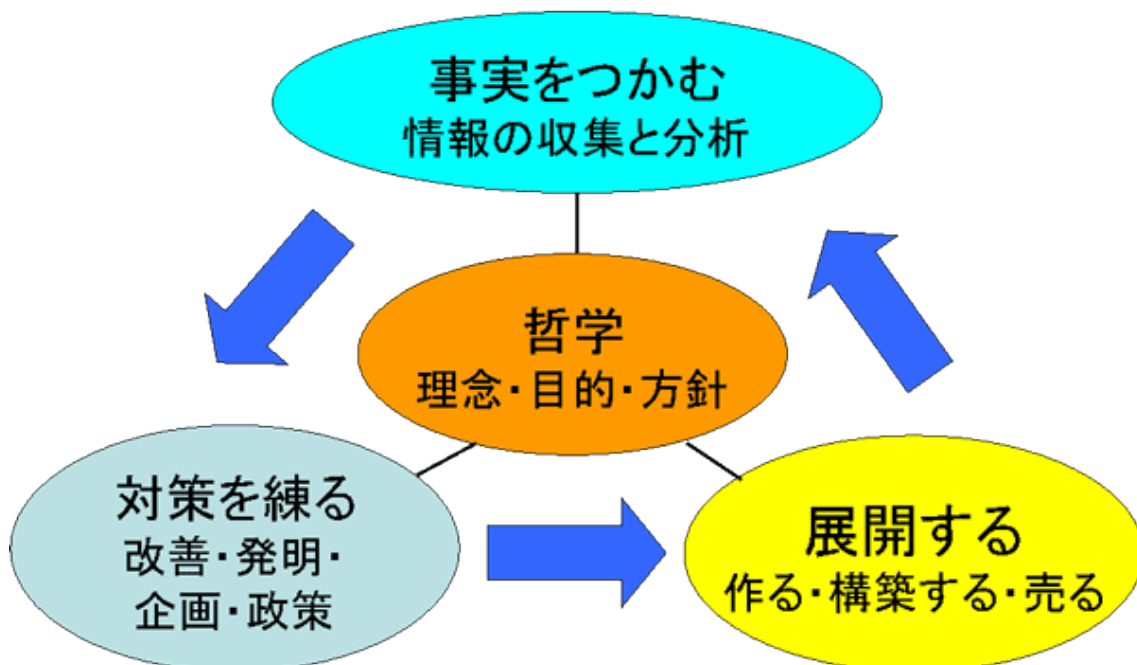 事実をつかむ
情報の収集と分析
哲学
理念・目的・方針
対策を練る
改善・発明・
企画・政策
展開する
作る・構築する・売る